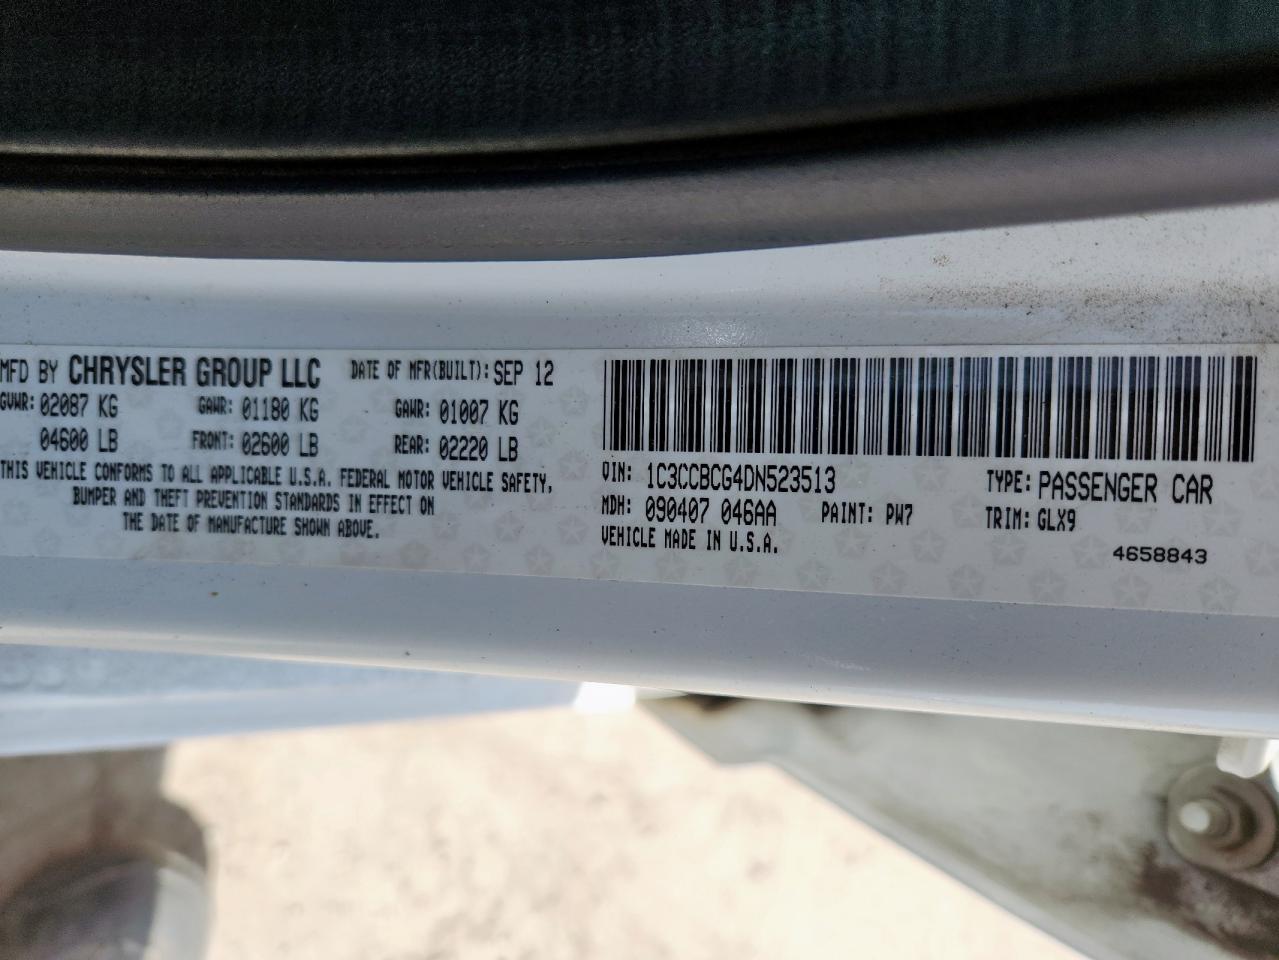 MFD BY CHRYSLER GROUP LLC DATE OF MFR(BUILT): SEP 12
GVWR: 02087 KG GAWR: 01180 KG GAWR: 01007 KG
04600 LB FRONT: 02600 LB REAR: 02220 LB
THIS VEHICLE CONFORMS TO ALL APPLICABLE U.S.A. FEDERAL MOTOR VEHICLE SAFETY,
BUMPER AND THEFT PREVENTION STANDARDS IN EFFECT ON
THE DATE OF MANUFACTURE SHOWN ABOVE.
VIN: 1C3CCBCG4DN523513 TYPE: PASSENGER CAR
MDH: 090407 046AA PAINT: PW7 TRIM: GLX9
VEHICLE MADE IN U.S.A.
4658843